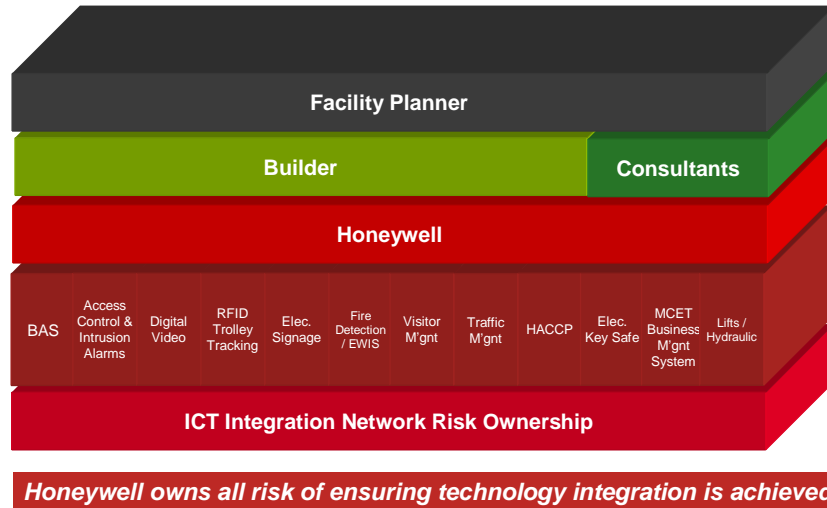 Facility Planner
Builder
Consultants
Honeywell
BAS
Access
Control &
Intrusion
Alarms
Digital
Video
RFID
Trolley
Tracking
Elec.
Signage
Fire
Detection
/ EWIS
Visitor
M'gnt
Traffic
M'gnt
HACCP
Elec.
Key Safe
MCET
Business
M'gnt
System
Lifts /
Hydraulic
ICT Integration Network Risk Ownership
Honeywell owns all risk of ensuring technology integration is achieved